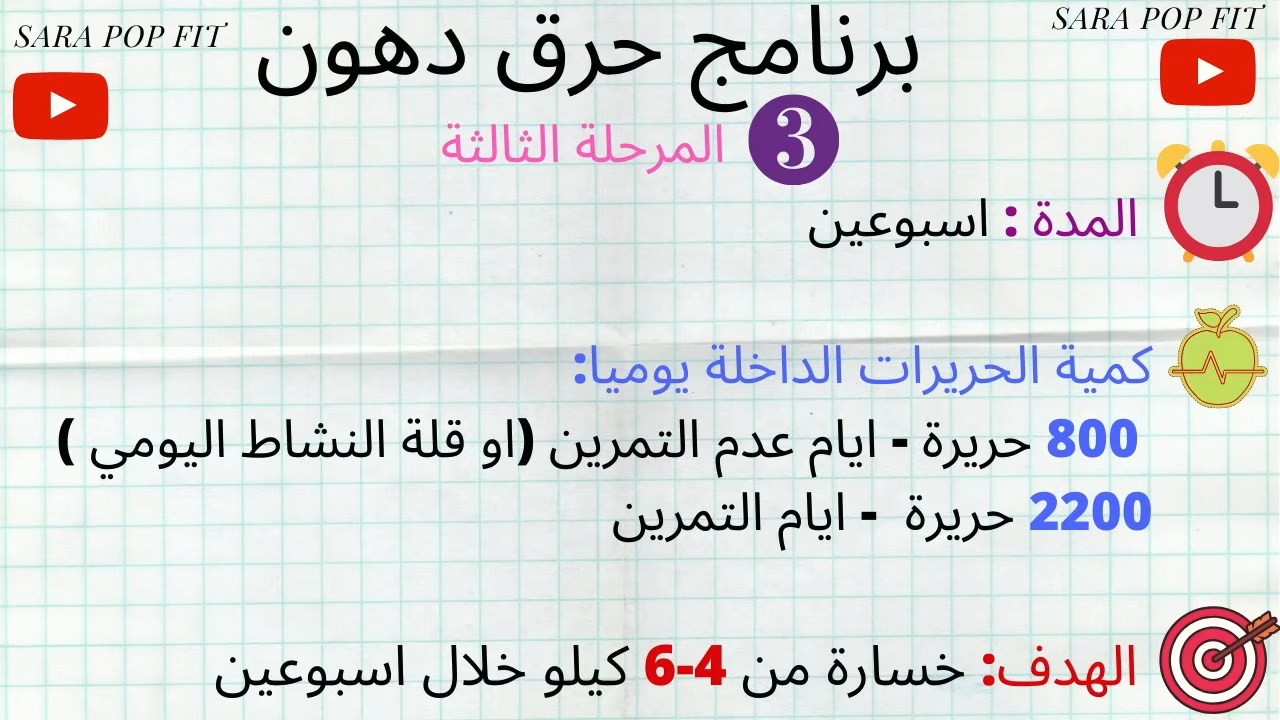 SARA POP FIT
SARA POP FIT
برنامج حرق دهون
3 المرحلة الثالثة
المدة : اسبوعين
كمية الحريرات الداخلة يوميا:
800 حريرة - ايام عدم التمرين (او قلة النشاط اليومي )
2200 حريرة - ايام التمرين
الهدف: خسارة من 4-6 كيلو خلال اسبوعين